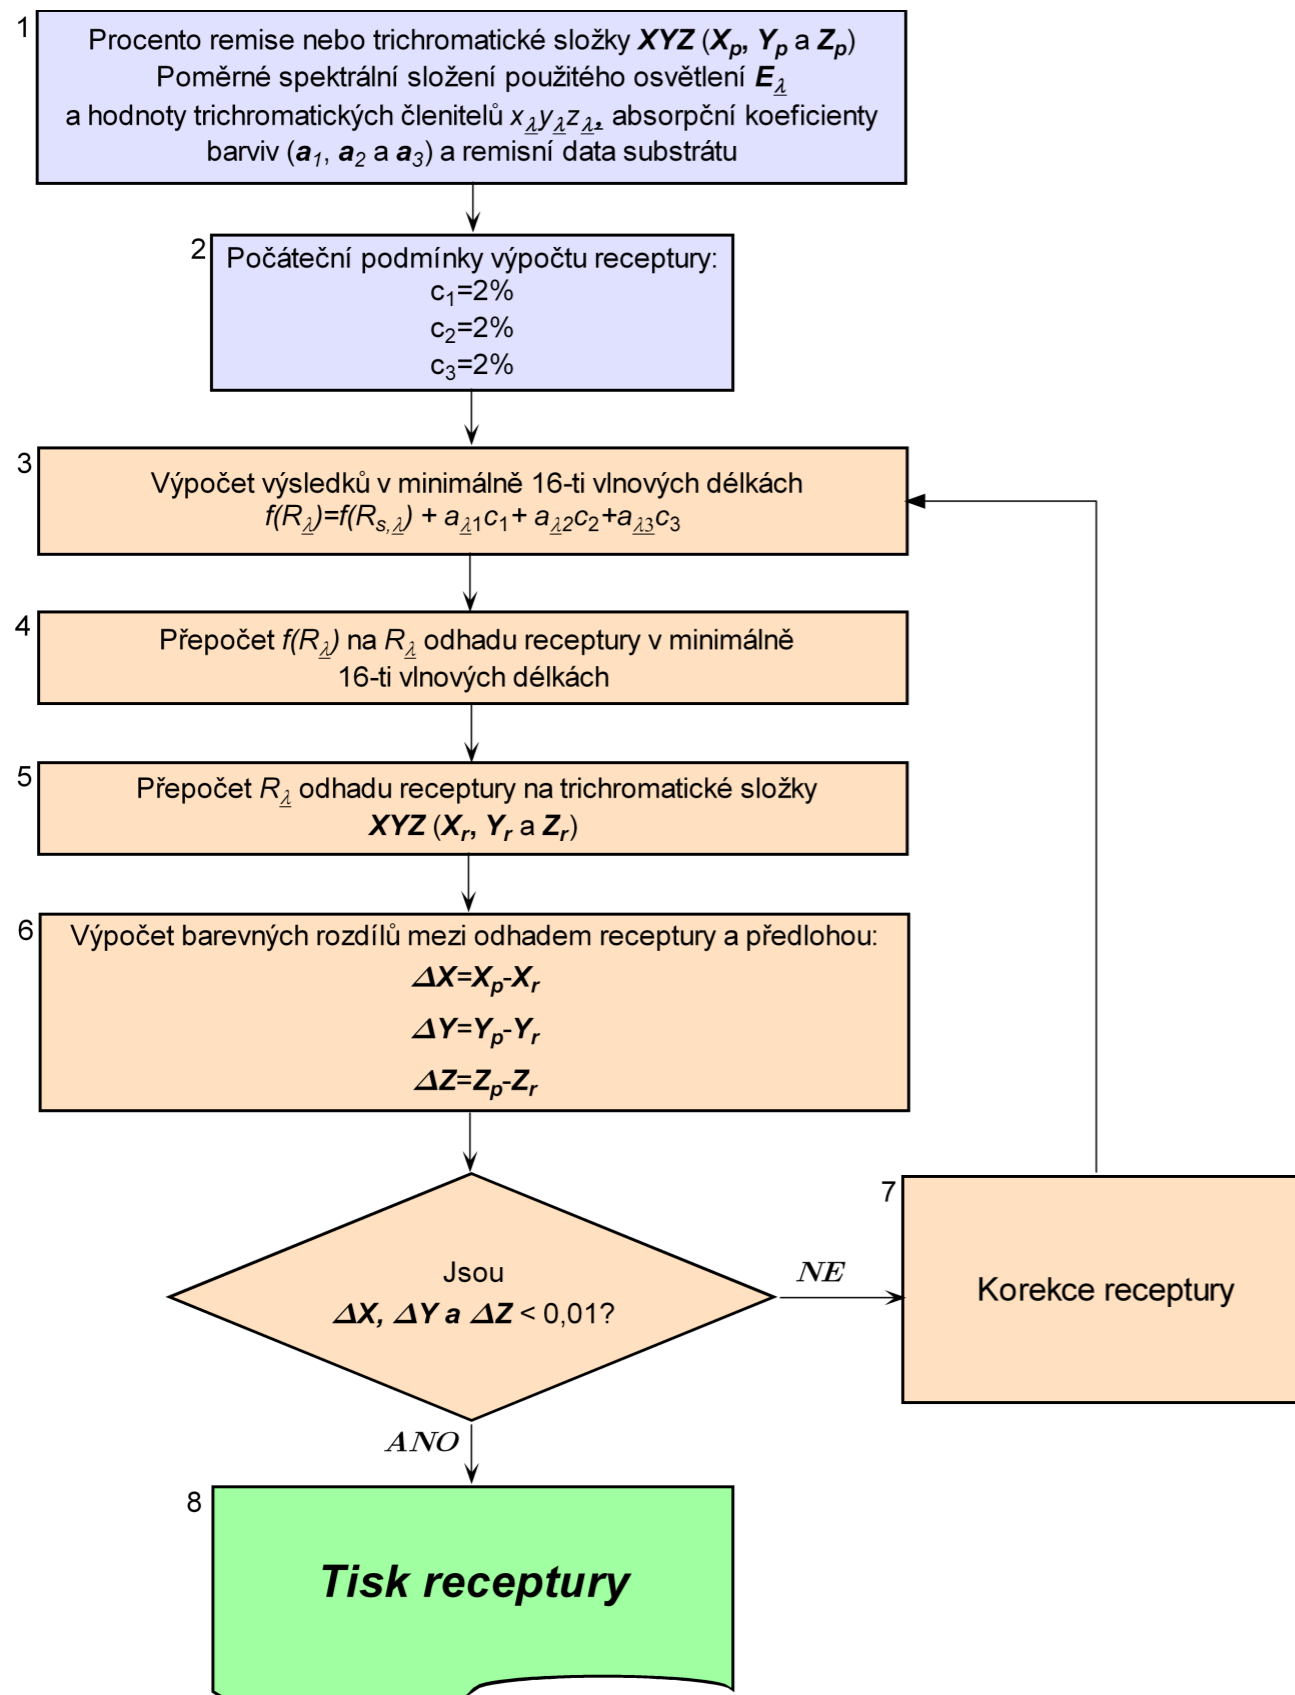 1
Procento remise nebo trichromatické složky XYZ (Xp, Yp a Zp)
Poměrné spektrální složení použitého osvětlení Eλ
a hodnoty trichromatických členitelů xλyλzλ, absorpční koeficienty
barviv (a1, a2 a a3) a remisní data substrátu
2
Počáteční podmínky výpočtu receptury:
c1=2%
c2=2%
c3=2%
3
Výpočet výsledků v minimálně 16-ti vlnových délkách
f(Rλ)=f(Rs,λ) + aλ1c1+ aλ2c2+aλ3c3
4
Přepočet f(Rλ) na Rλ odhadu receptury v minimálně
16-ti vlnových délkách
5
Přepočet Rλ odhadu receptury na trichromatické složky
XYZ (Xr, Yr a Zr)
6
Výpočet barevných rozdílů mezi odhadem receptury a předlohou:
ΔX=Xp-Xr
ΔY=Yp-Yr
ΔZ=Zp-Zr
Jsou
ΔX, ΔY a ΔZ < 0,01?
NE
7
Korekce receptury
ANO
8
Tisk receptury